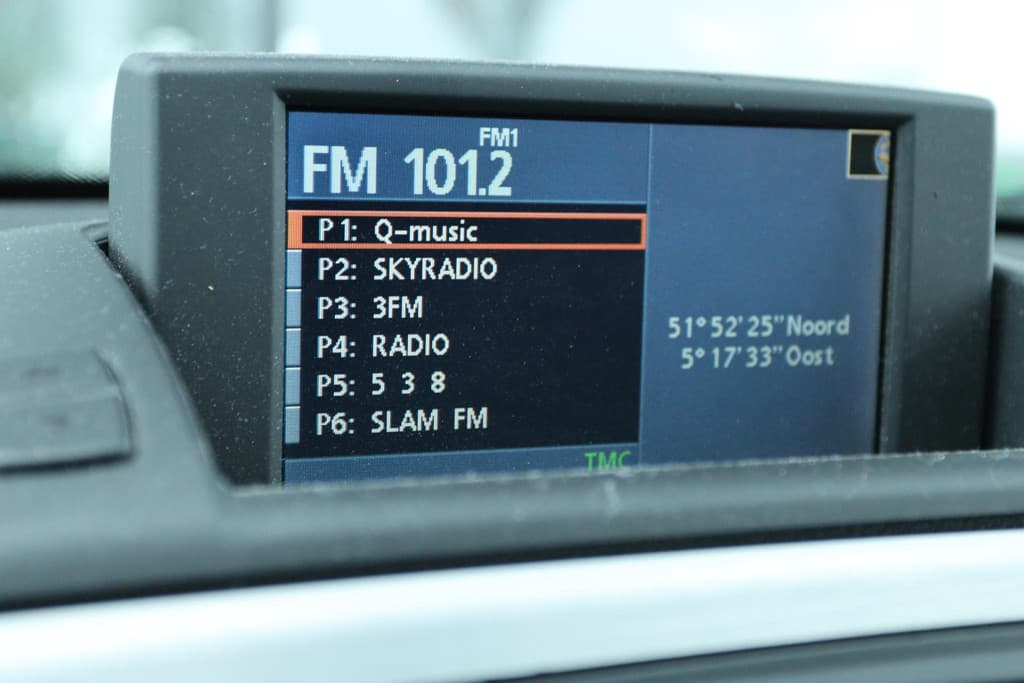 FM1
FM 101.2
P1: Q-music
P2: SKYRADIO
P3: 3FM
P4: RADIO
P5: 5 3 8
P6: SLAM FM
51° 52' 25" Noord
5° 17' 33" Oost
TMC